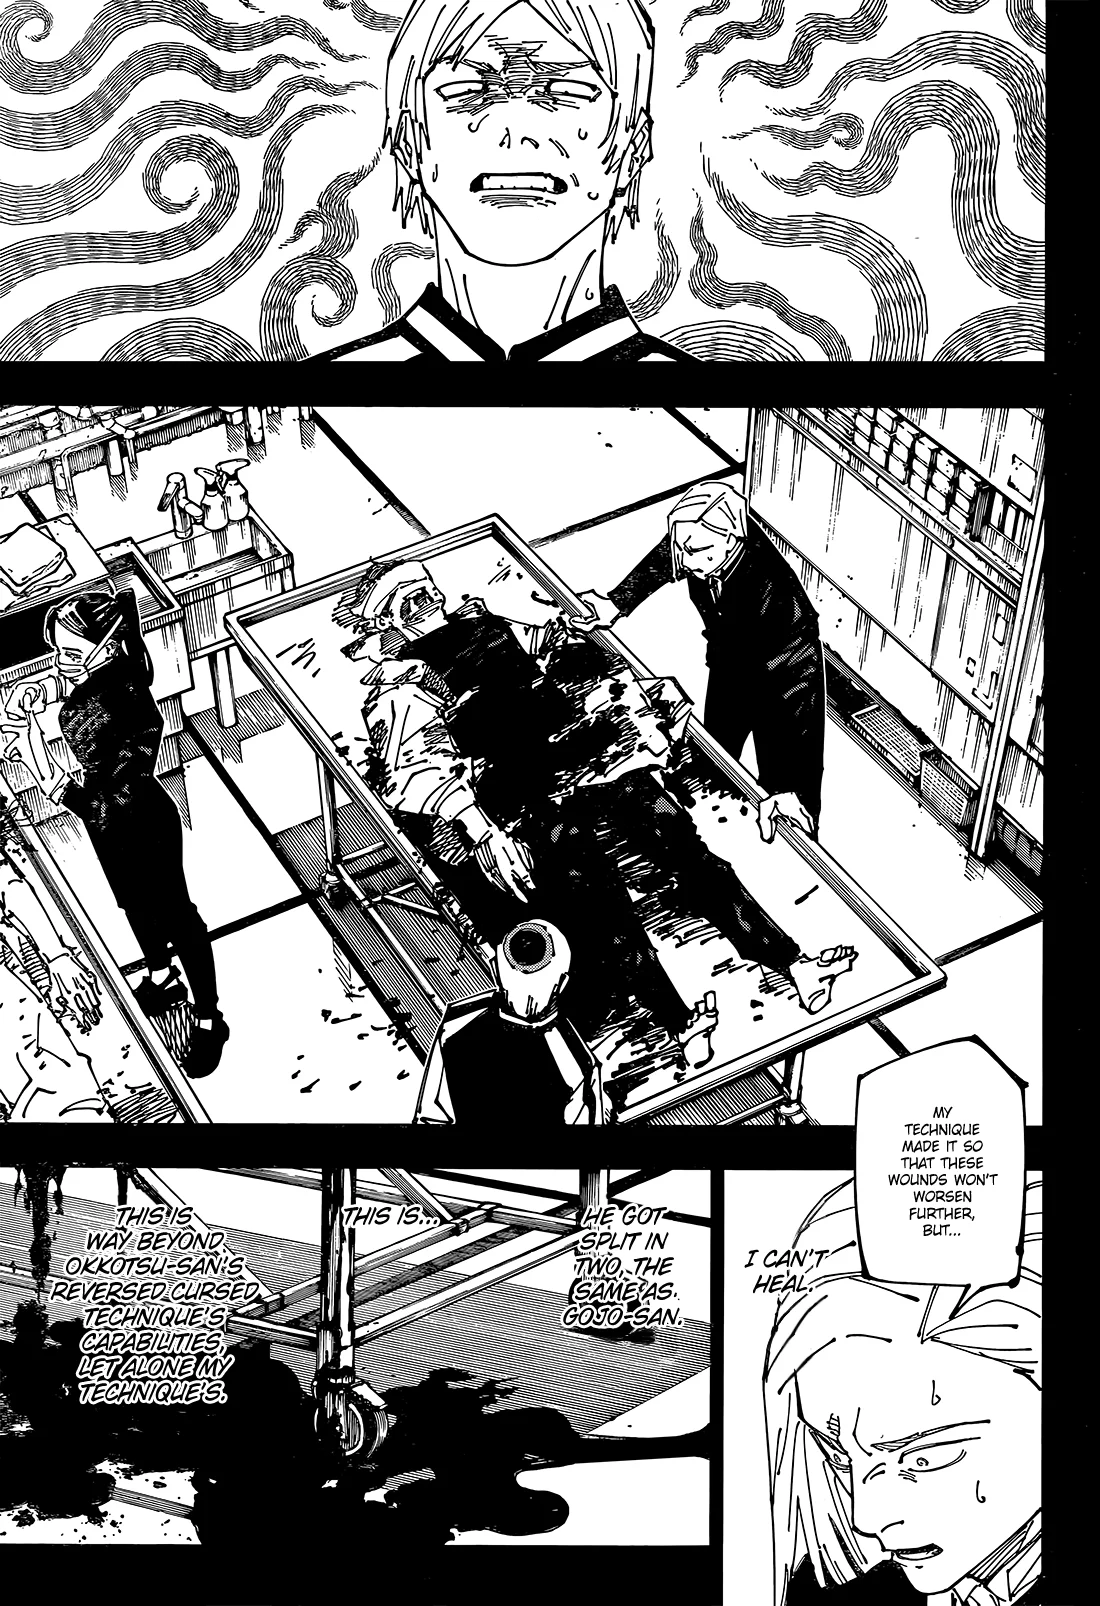 MY
TECHNIQUE
MADE IT SO
THAT THESE
WOUNDS WON'T
WORSEN
FURTHER,
BUT...
I CAN'T
HEAL.
HE GOT
SPLIT IN
TWO, THE
SAME AS
GOJO-SAN.
THIS IS...
THIS IS
WAY BEYOND
OKKOTSU-SAN'S
REVERSED CURSED
TECHNIQUE'S
CAPABILITIES,
LET ALONE MY
TECHNIQUE'S.